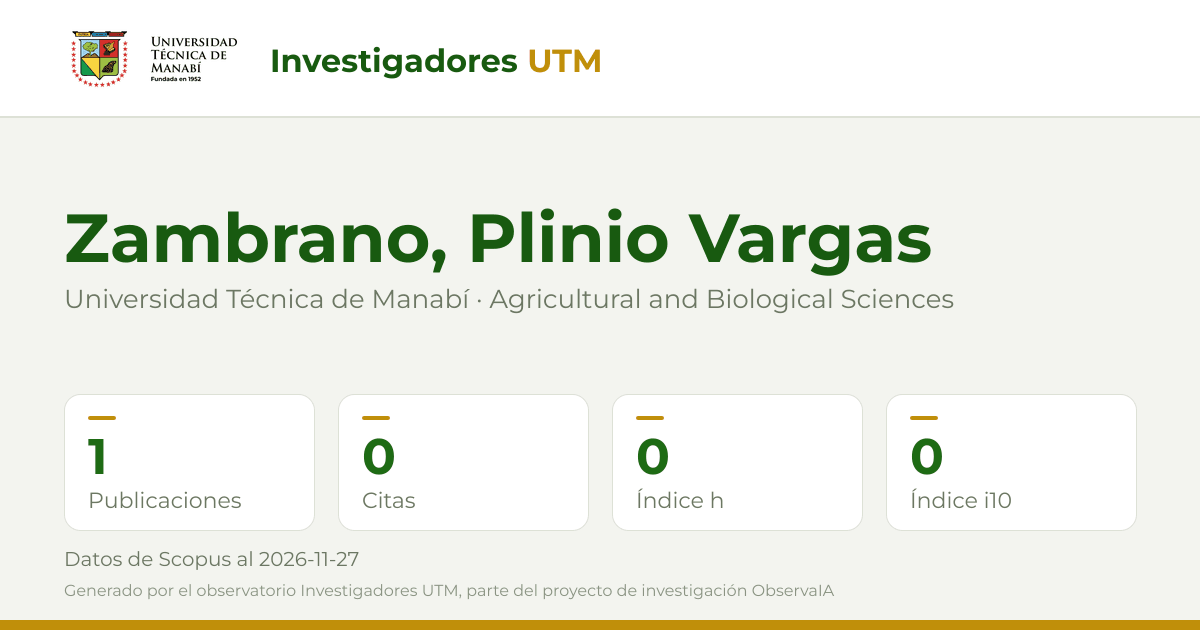 UNIVERSIDAD
TÉCNICA DE
MANABÍ
Fundada en 1952
Investigadores UTM
Zambrano, Plinio Vargas
Universidad Técnica de Manabí · Agricultural and Biological Sciences
1
Publicaciones
0
Citas
0
Índice h
0
Índice i10
Datos de Scopus al 2026-11-27
Generado por el observatorio Investigadores UTM, parte del proyecto de investigación ObservaIA